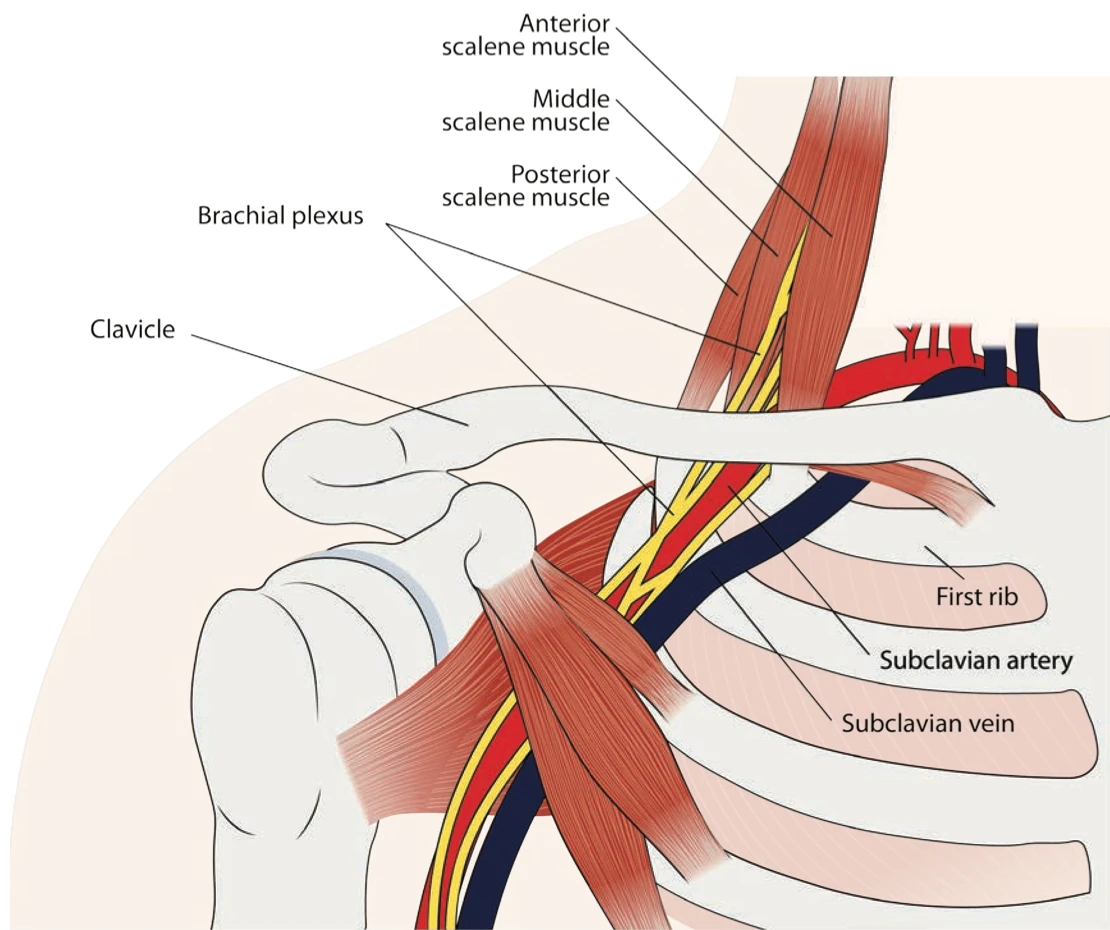 Anterior
scalene muscle
Middle
scalene muscle
Posterior
scalene muscle
Brachial plexus
Clavicle
First rib
Subclavian artery
Subclavian vein